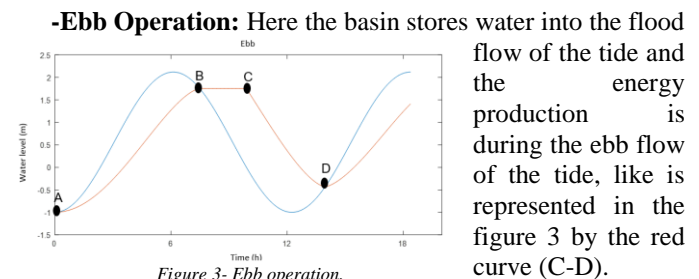 -Ebb Operation: Here the basin stores water into the flood
flow of the tide and
the energy
production is
during the ebb flow
of the tide, like is
represented in the
figure 3 by the red
curve (C-D).
Ebb
2.5
2
1.5
1
0.5
0
-0.5
-1
-1.5
Water level (m)
A
B
C
D
0 6 12 18
Time (h)
Figure 3- Ebb operation.